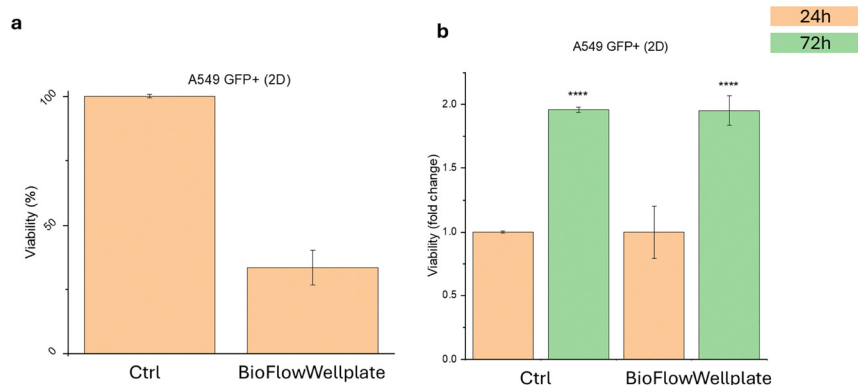 a
A549 GFP+ (2D)
Viability (%)
100
50
0
Ctrl
BioFlowWellplate
b
24h
72h
A549 GFP+ (2D)
Viability (fold change)
2.0
1.5
1.0
0.5
0.0
****
****
Ctrl
BioFlowWellplate